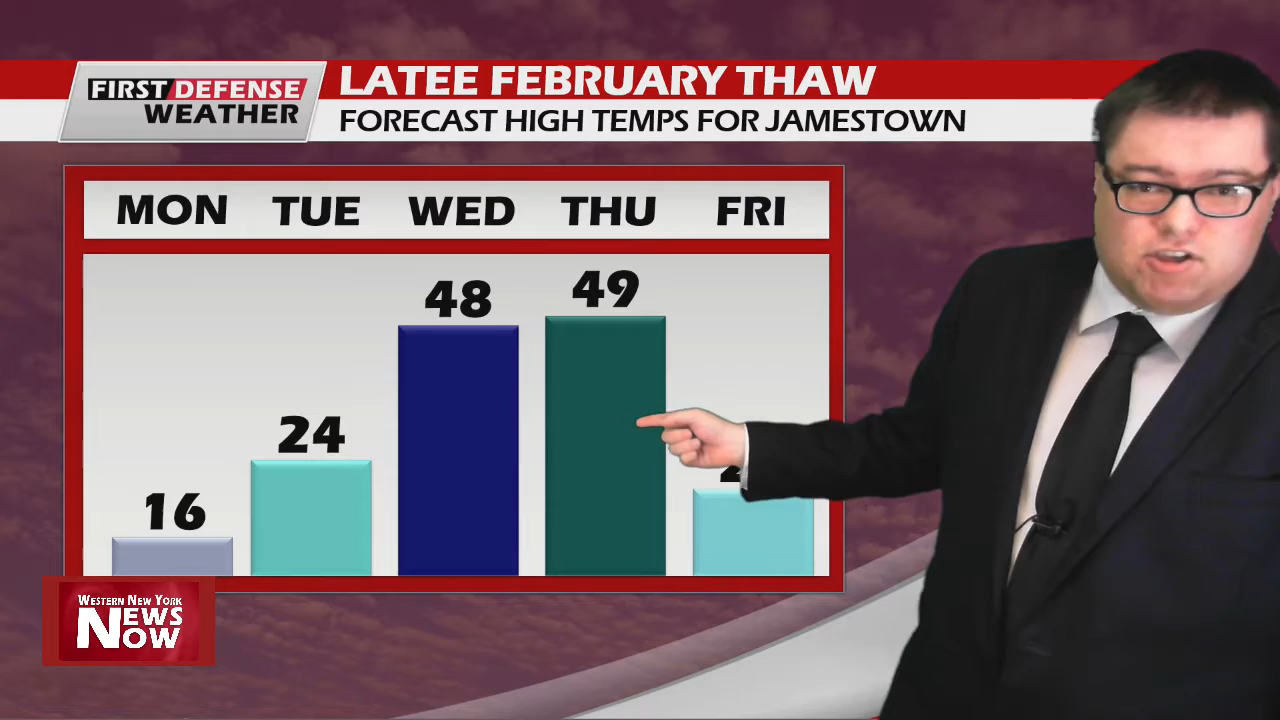 FIRST DEFENSE
WEATHER
LATEE FEBRUARY THAW
FORECAST HIGH TEMPS FOR JAMESTOWN
MON TUE WED THU FRI
16 24 48 49
WESTERN NEW YORK
NEWS
NOW